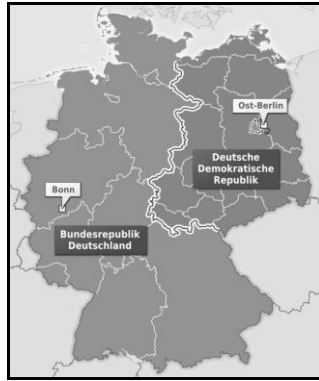 Ost-Berlin
Deutsche
Demokratische
Republik
Bonn
Bundesrepublik
Deutschland